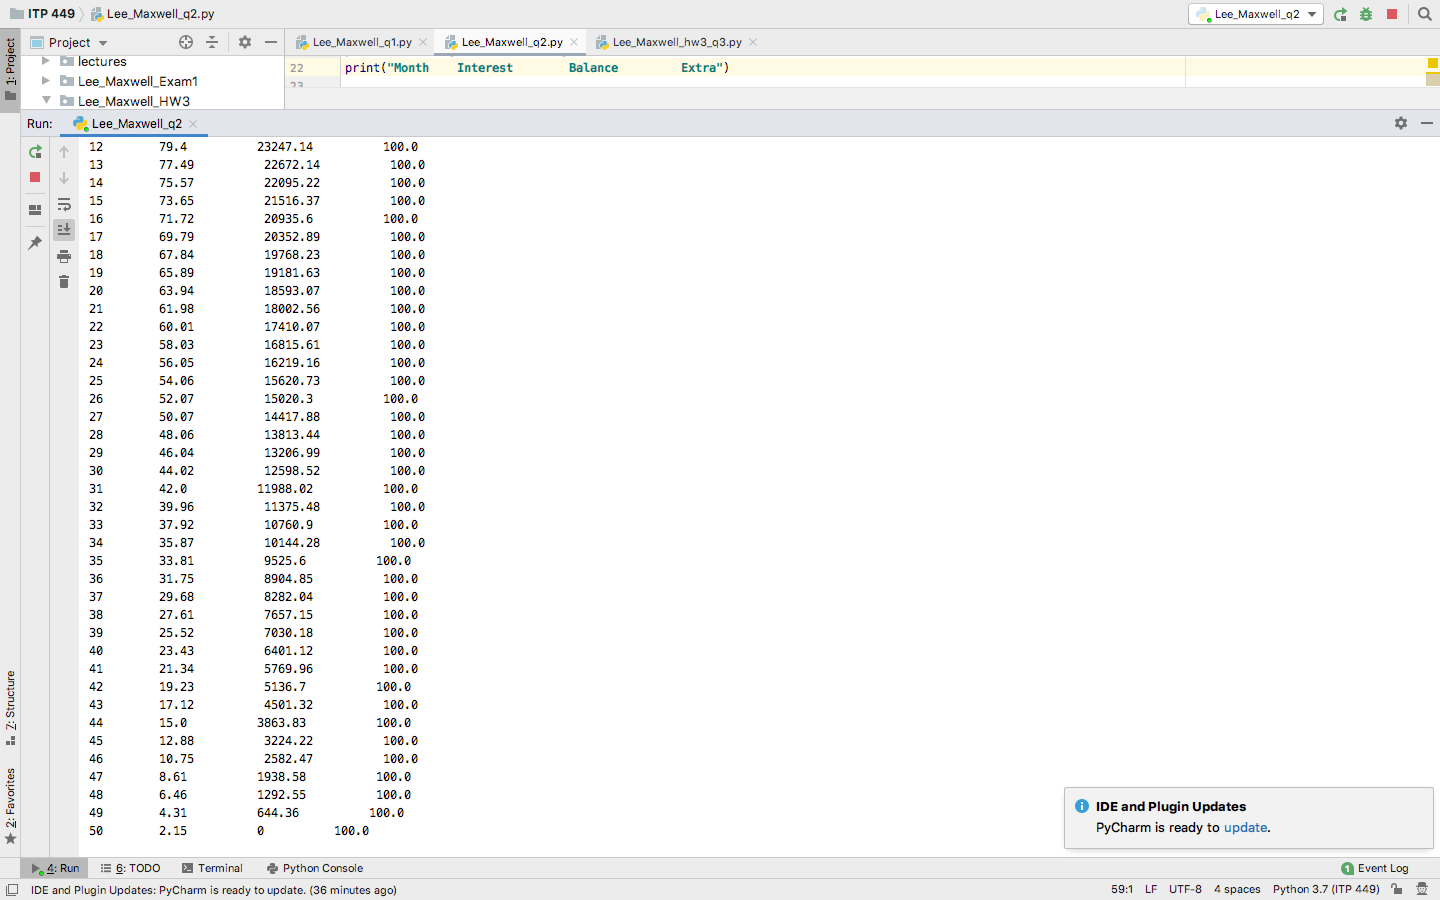 ITP 449 Lee_Maxwell_q2.py Lee_Maxwell_q2
1: Project
Project Lee_Maxwell_q1.py Lee_Maxwell_q2.py Lee_Maxwell_hw3_q3.py
lectures
Lee_Maxwell_Exam1
Lee_Maxwell_HW3
22 print("Month Interest Balance Extra")
23
Run: Lee_Maxwell_q2
12 79.4 23247.14 100.0
13 77.49 22672.14 100.0
14 75.57 22095.22 100.0
15 73.65 21516.37 100.0
16 71.72 20935.6 100.0
17 69.79 20352.89 100.0
18 67.84 19768.23 100.0
19 65.89 19181.63 100.0
20 63.94 18593.07 100.0
21 61.98 18002.56 100.0
22 60.01 17410.07 100.0
23 58.03 16815.61 100.0
24 56.05 16219.16 100.0
25 54.06 15620.73 100.0
26 52.07 15020.3 100.0
27 50.07 14417.88 100.0
28 48.06 13813.44 100.0
29 46.04 13206.99 100.0
30 44.02 12598.52 100.0
31 42.0 11988.02 100.0
32 39.96 11375.48 100.0
33 37.92 10760.9 100.0
34 35.87 10144.28 100.0
35 33.81 9525.6 100.0
36 31.75 8904.85 100.0
37 29.68 8282.04 100.0
38 27.61 7657.15 100.0
39 25.52 7030.18 100.0
40 23.43 6401.12 100.0
41 21.34 5769.96 100.0
42 19.23 5136.7 100.0
43 17.12 4501.32 100.0
44 15.0 3863.83 100.0
45 12.88 3224.22 100.0
46 10.75 2582.47 100.0
47 8.61 1938.58 100.0
48 6.46 1292.55 100.0
49 4.31 644.36 100.0
50 2.15 0 100.0
7: Structure
2: Favorites
IDE and Plugin Updates
PyCharm is ready to update.
4: Run 6: TODO Terminal Python Console 1 Event Log
IDE and Plugin Updates: PyCharm is ready to update. (36 minutes ago) 59:1 LF UTF-8 4 spaces Python 3.7 (ITP 449)